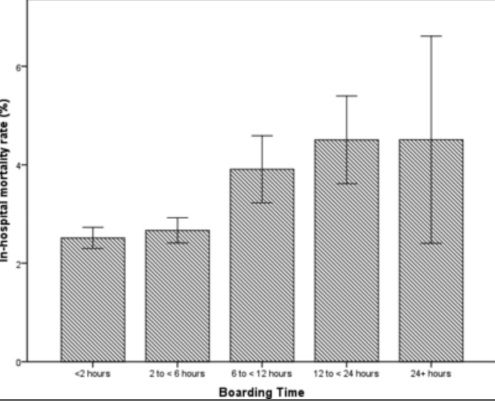 In-hospital mortality rate (%)
6
4
2
0
<2 hours
2 to < 6 hours
6 to < 12 hours
12 to < 24 hours
24+ hours
Boarding Time